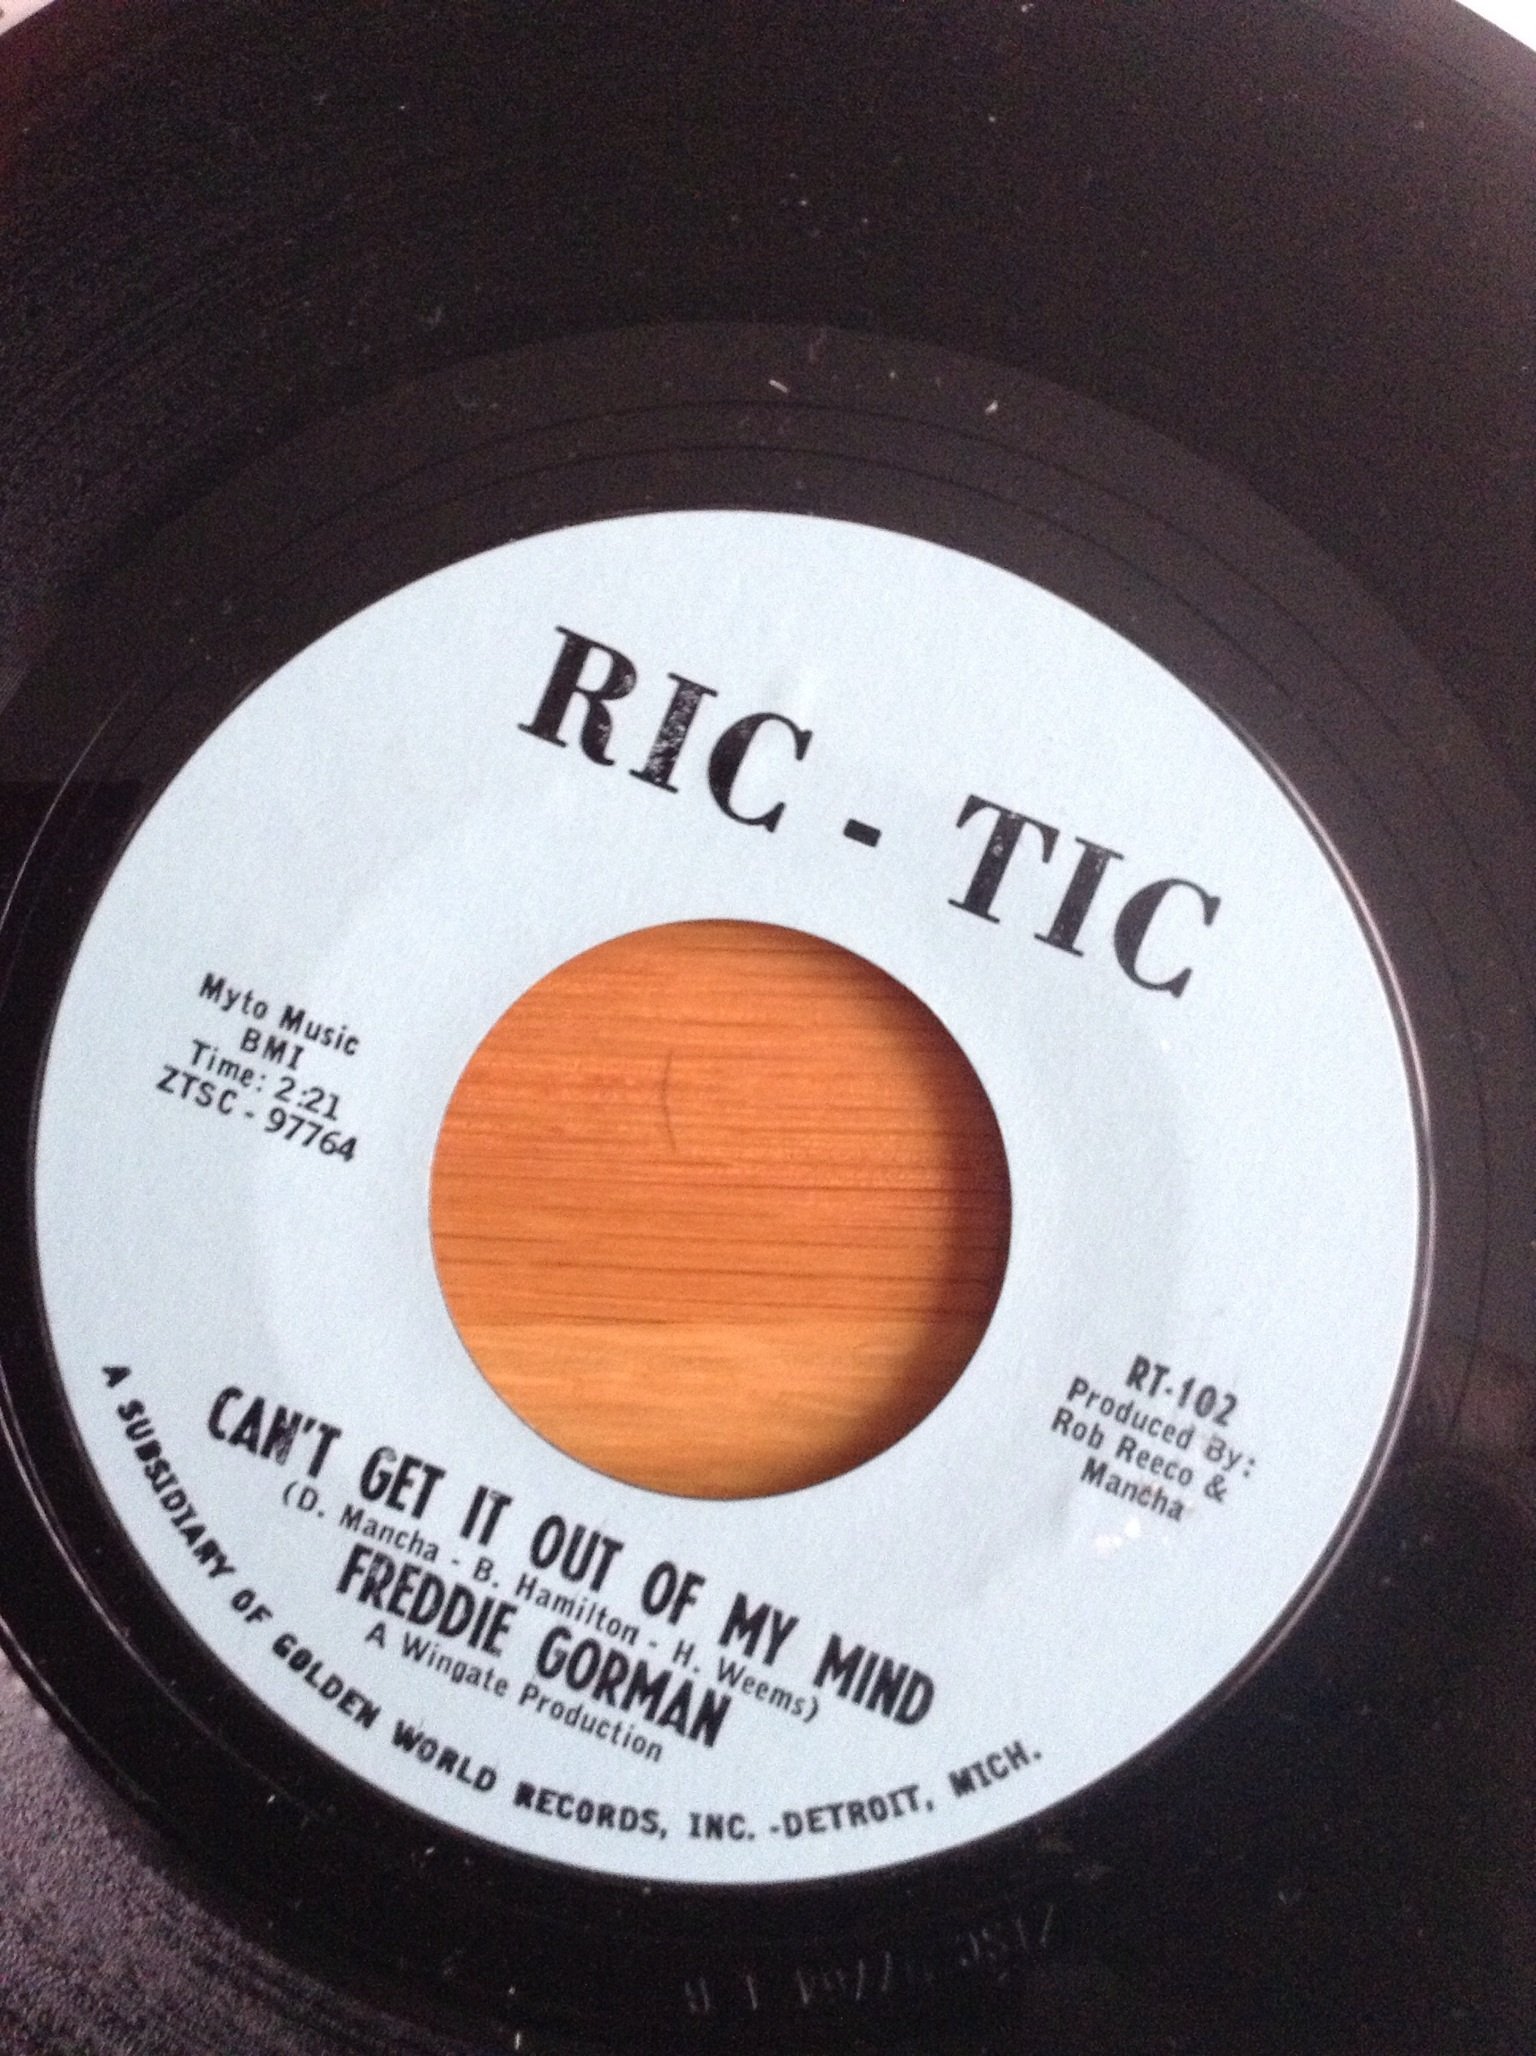 RIC - TIC
Myto Music
BMI
Time: 2:21
ZTSC - 97764
RT-102
Produced By:
Rob Reeco &
Mancha
CAN'T GET IT OUT OF MY MIND
(D. Mancha - B. Hamilton - H. Weems)
FREDDIE GORMAN
A Wingate Production
A SUBSIDIARY OF GOLDEN WORLD RECORDS, INC. -DETROIT, MICH.